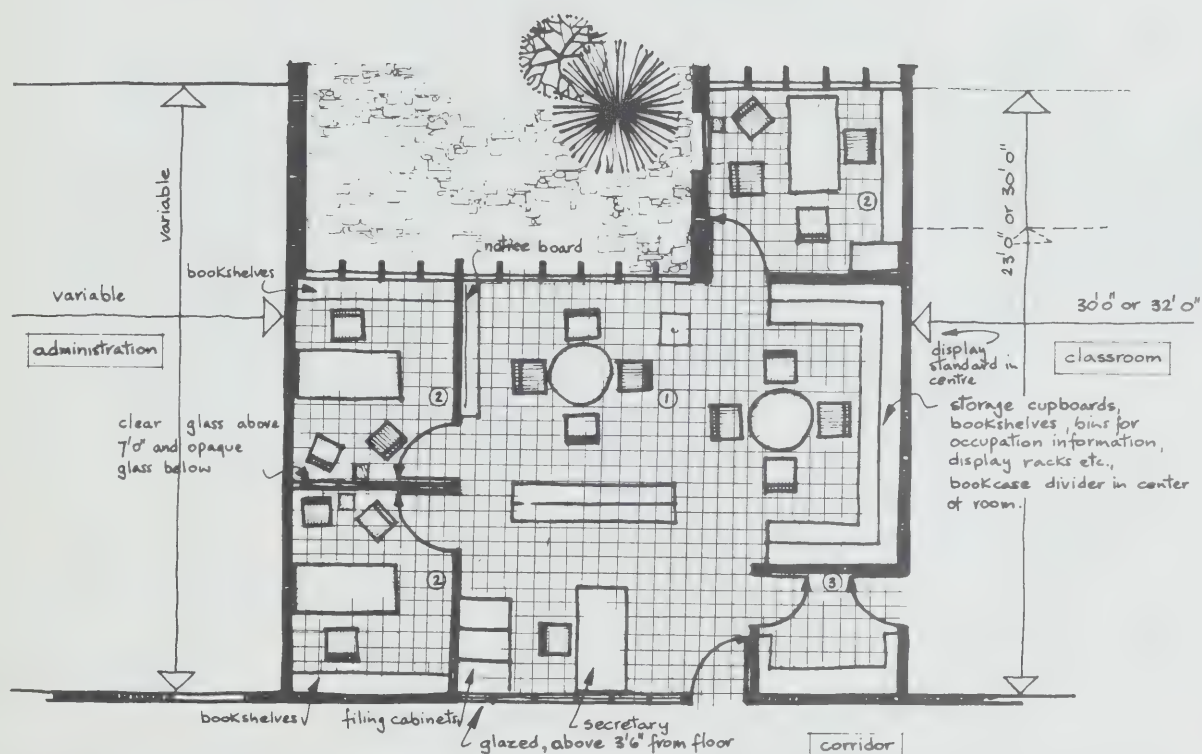 variable
variable
administration
bookshelves
notice board
clear glass above
7'0" and opaque
glass below
2
2
1
2
3
23'0" or 30'0"
30'0" or 32'0"
display
standard in
centre
classroom
storage cupboards,
bookshelves, bins for
occupation information,
display racks etc.,
bookcase divider in center
of room.
bookshelves
filing cabinets
secretary
glazed, above 3'6" from floor
corridor